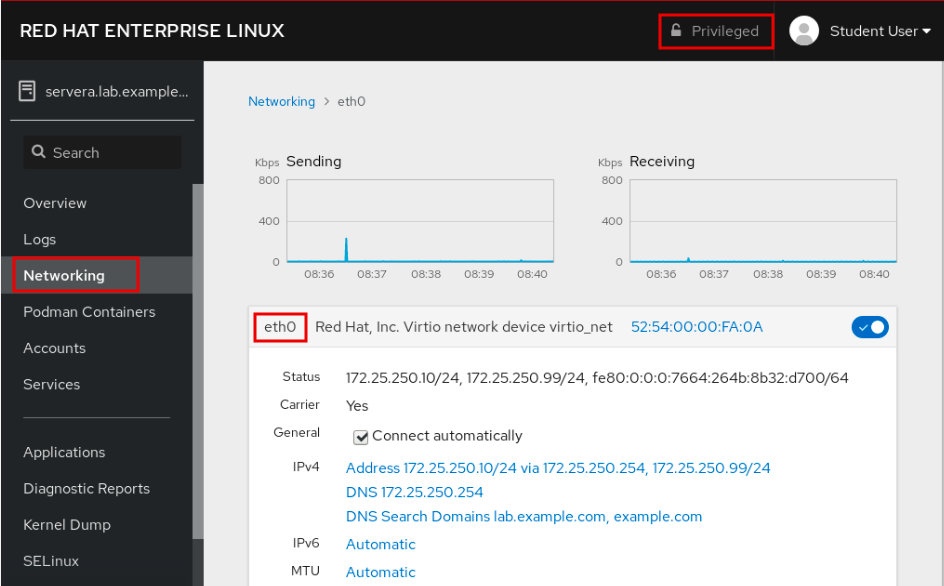 RED HAT ENTERPRISE LINUX
Privileged
Student User
servera.lab.example...
Search
Overview
Logs
Networking
Podman Containers
Accounts
Services
Applications
Diagnostic Reports
Kernel Dump
SELinux
Networking > eth0
Kbps Sending
800
400
0
08:36 08:37 08:38 08:39 08:40
Kbps Receiving
800
400
0
08:36 08:37 08:38 08:39 08:40
eth0 Red Hat, Inc. Virtio network device virtio_net 52:54:00:00:FA:0A
Status 172.25.250.10/24, 172.25.250.99/24, fe80:0:0:0:7664:264b:8b32:d700/64
Carrier Yes
General Connect automatically
IPv4 Address 172.25.250.10/24 via 172.25.250.254, 172.25.250.99/24
DNS 172.25.250.254
DNS Search Domains lab.example.com, example.com
IPv6 Automatic
MTU Automatic